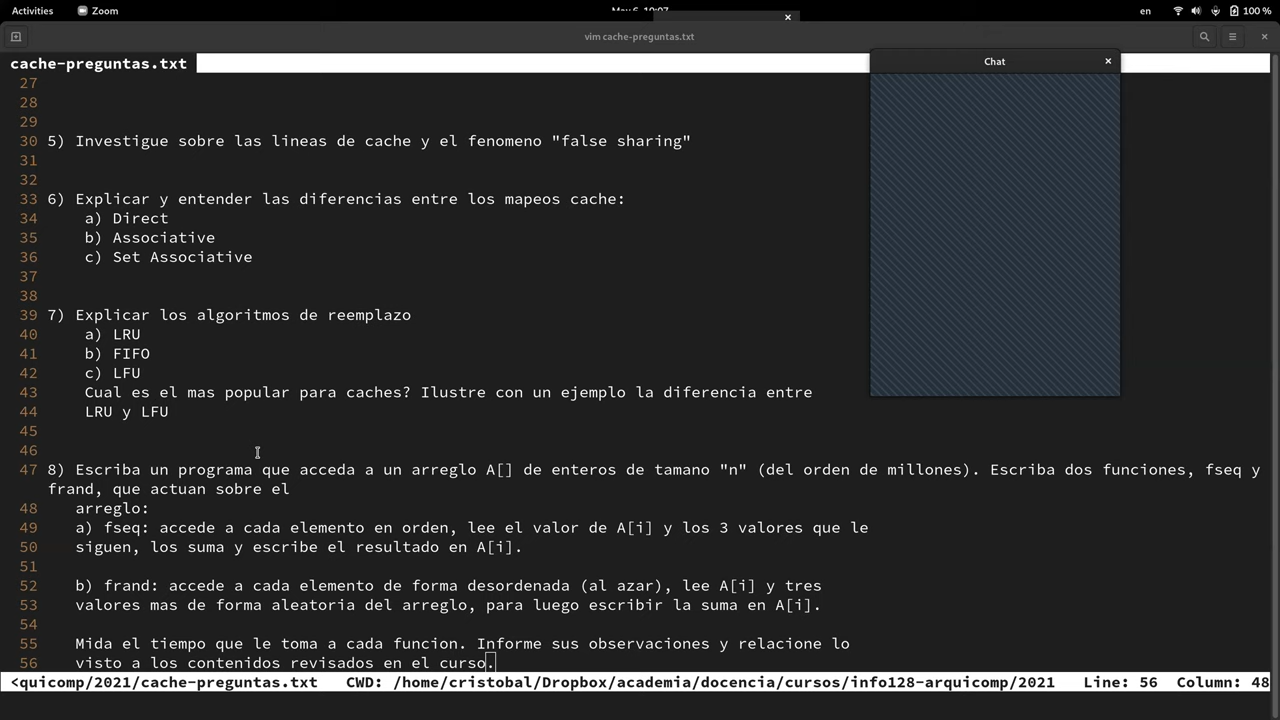 Activities Zoom en 100 %
vim cache-preguntas.txt
cache-preguntas.txt
Chat
27
28
29
30 5) Investigue sobre las lineas de cache y el fenomeno "false sharing"
31
32
33 6) Explicar y entender las diferencias entre los mapeos cache:
34 a) Direct
35 b) Associative
36 c) Set Associative
37
38
39 7) Explicar los algoritmos de reemplazo
40 a) LRU
41 b) FIFO
42 c) LFU
43 Cual es el mas popular para caches? Ilustre con un ejemplo la diferencia entre
44 LRU y LFU
45
46
47 8) Escriba un programa que acceda a un arreglo A[] de enteros de tamano "n" (del orden de millones). Escriba dos funciones, fseq y
frand, que actuan sobre el
48 arreglo:
49 a) fseq: accede a cada elemento en orden, lee el valor de A[i] y los 3 valores que le
50 siguen, los suma y escribe el resultado en A[i].
51
52 b) frand: accede a cada elemento de forma desordenada (al azar), lee A[i] y tres
53 valores mas de forma aleatoria del arreglo, para luego escribir la suma en A[i].
54
55 Mida el tiempo que le toma a cada funcion. Informe sus observaciones y relacione lo
56 visto a los contenidos revisados en el curso.
<quicomp/2021/cache-preguntas.txt CWD: /home/cristobal/Dropbox/academia/docencia/cursos/info128-arquicomp/2021 Line: 56 Column: 48